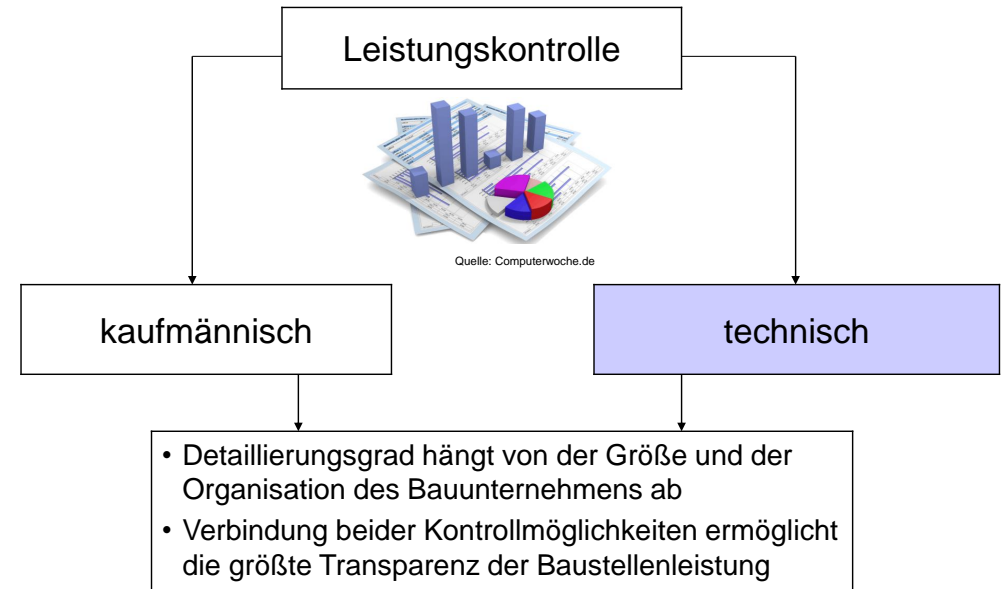 Leistungskontrolle
Quelle: Computerwoche.de
kaufmännisch
technisch
• Detaillierungsgrad hängt von der Größe und der
Organisation des Bauunternehmens ab
• Verbindung beider Kontrollmöglichkeiten ermöglicht
die größte Transparenz der Baustellenleistung